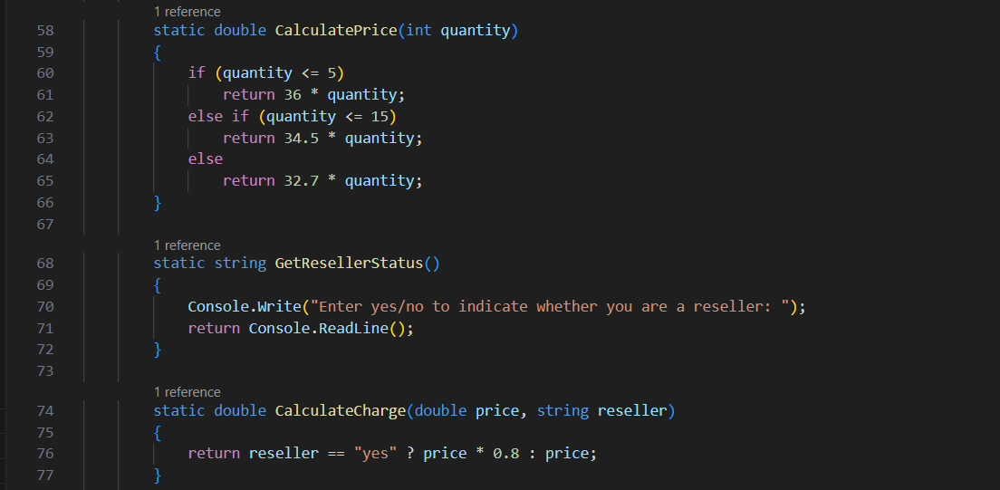 1 reference
58 static double CalculatePrice(int quantity)
59 {
60 if (quantity <= 5)
61 return 36 * quantity;
62 else if (quantity <= 15)
63 return 34.5 * quantity;
64 else
65 return 32.7 * quantity;
66 }
67
1 reference
68 static string GetResellerStatus()
69 {
70 Console.Write("Enter yes/no to indicate whether you are a reseller: ");
71 return Console.ReadLine();
72 }
73
1 reference
74 static double CalculateCharge(double price, string reseller)
75 {
76 return reseller == "yes" ? price * 0.8 : price;
77 }